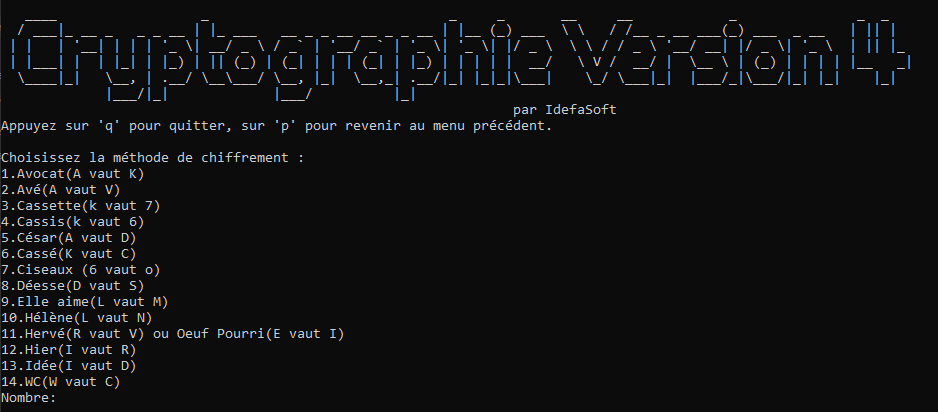 Cryptographie Version 4
par IdefaSoft
Appuyez sur 'q' pour quitter, sur 'p' pour revenir au menu précédent.
Choisissez la méthode de chiffrement :
1.Avocat(A vaut K)
2.Avé(A vaut V)
3.Cassette(k vaut 7)
4.Cassis(k vaut 6)
5.César(A vaut D)
6.Cassé(K vaut C)
7.Ciseaux (6 vaut o)
8.Déesse(D vaut S)
9.Elle aime(L vaut M)
10.Hélène(L vaut N)
11.Hervé(R vaut V) ou Oeuf Pourri(E vaut I)
12.Hier(I vaut R)
13.Idée(I vaut D)
14.WC(W vaut C)
Nombre: